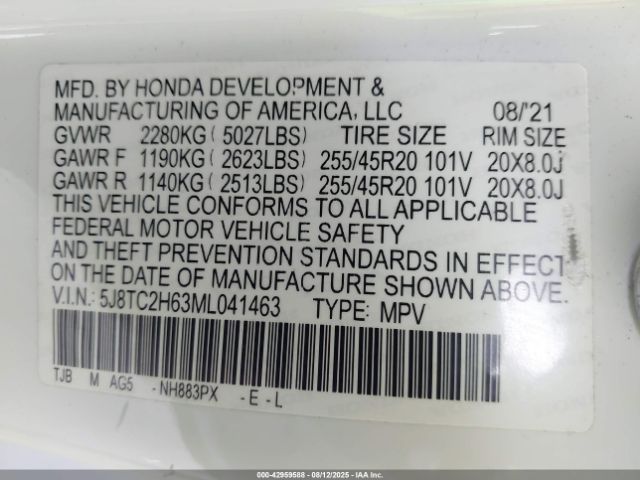 MFD. BY HONDA DEVELOPMENT &
MANUFACTURING OF AMERICA, LLC 08/'21
GVWR 2280KG ( 5027LBS) TIRE SIZE RIM SIZE
GAWR F 1190KG ( 2623LBS) 255/45R20 101V 20X8.0J
GAWR R 1140KG ( 2513LBS) 255/45R20 101V 20X8.0J
THIS VEHICLE CONFORMS TO ALL APPLICABLE
FEDERAL MOTOR VEHICLE SAFETY
AND THEFT PREVENTION STANDARDS IN EFFECT
ON THE DATE OF MANUFACTURE SHOWN ABOVE.
V.I.N.: 5J8TC2H63ML041463 TYPE: MPV
TJB M AG5 -NH883PX -E-L
000-42959588 - 08/12/2025 - IAAI.COM